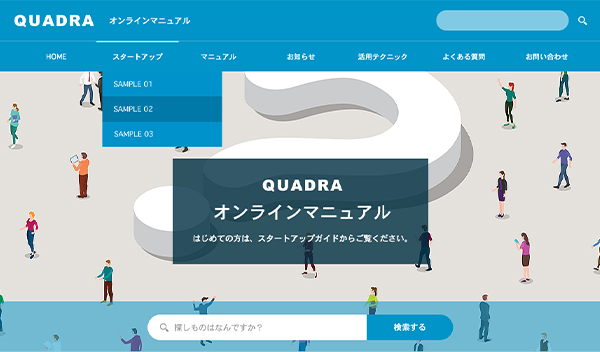 QUADRA オンラインマニュアル
HOME スタートアップ マニュアル お知らせ 活用テクニック よくある質問 お問い合わせ
SAMPLE 01
SAMPLE 02
SAMPLE 03
QUADRA
オンラインマニュアル
はじめての方は、スタートアップガイドからご覧ください。
探しものはなんですか？ 検索する